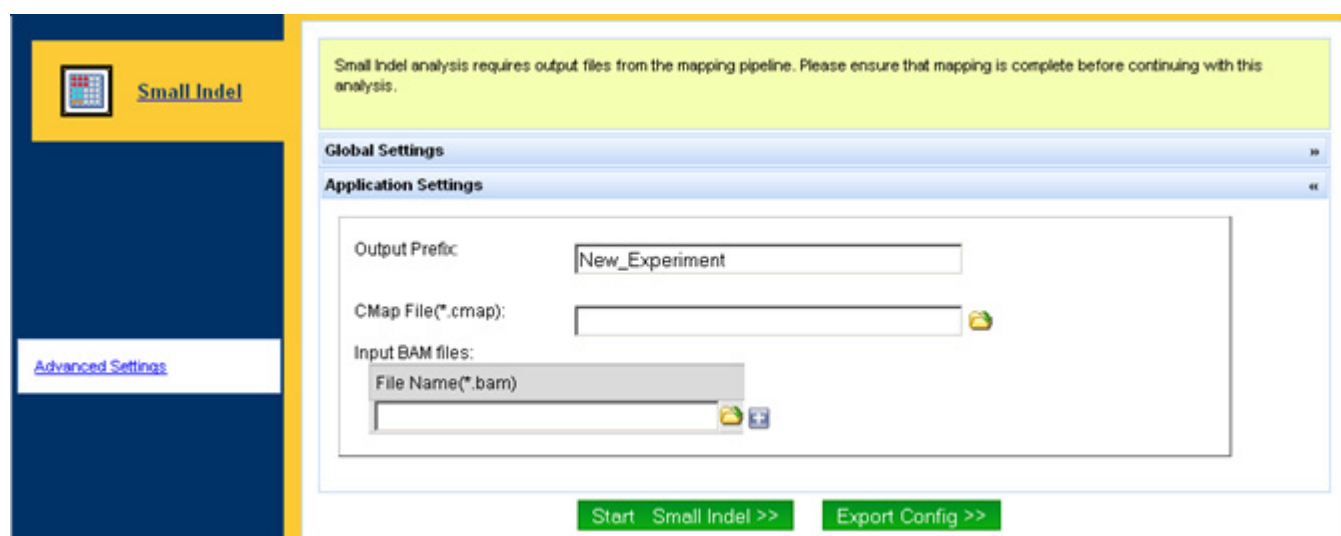 Small Indel
Small Indel analysis requires output files from the mapping pipeline. Please ensure that mapping is complete before continuing with this
analysis.
Global Settings »
Application Settings «
Output Prefix:
New_Experiment
CMap File(*.cmap):
Input BAM files:
File Name(*.bam)
Advanced Settings
Start Small Indel >>
Export Config >>